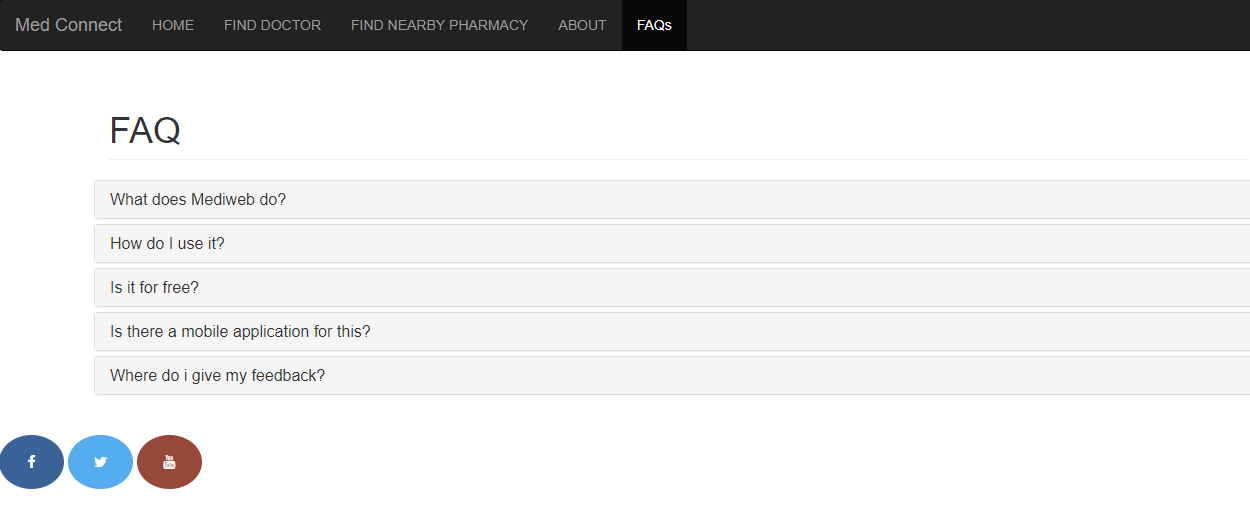 Med Connect HOME FIND DOCTOR FIND NEARBY PHARMACY ABOUT FAQs
FAQ
What does Mediweb do?
How do I use it?
Is it for free?
Is there a mobile application for this?
Where do i give my feedback?
You Tube